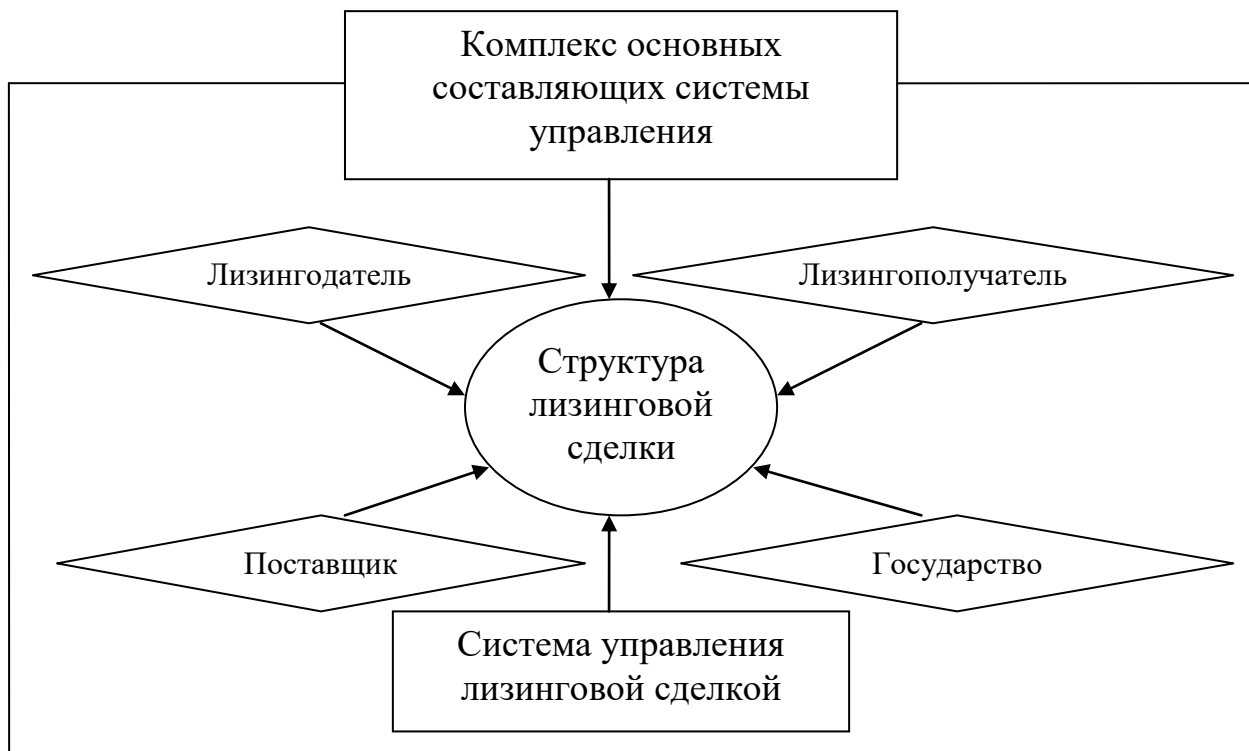 Комплекс основных
составляющих системы
управления
Лизингодатель
Лизингополучатель
Структура
лизинговой
сделки
Поставщик
Государство
Система управления
лизинговой сделкой